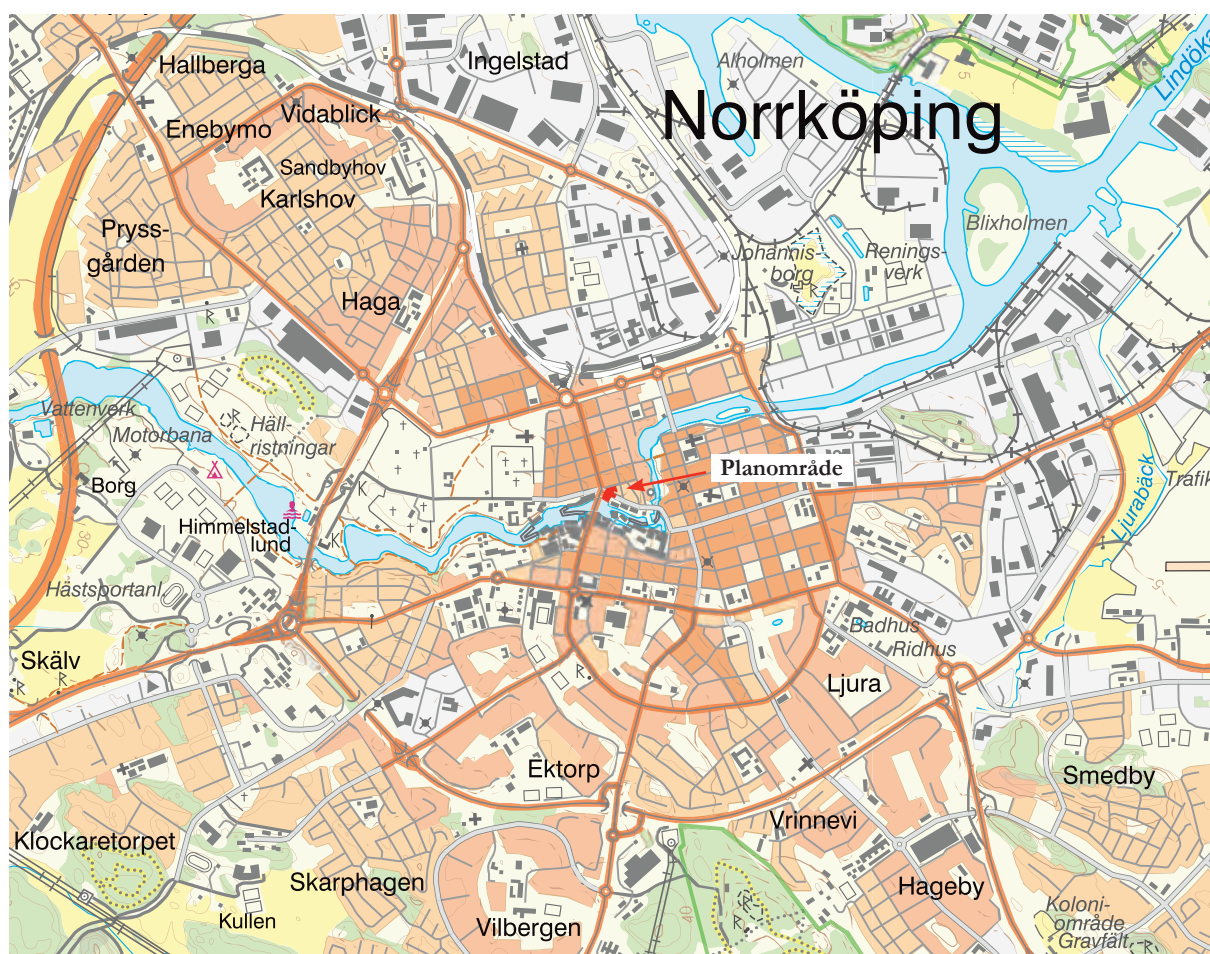 Hallberga
Ingelstad
Alholmen
Lindöka
Norrköping
Vidablick
Enebymo
Sandbyhov
Karlshov
Pryss-
gården
Blixholmen
Johannis-
borg
Renings-
verk
Haga
Vattenverk
Motorbana
Häll-
ristningar
Planområde
Borg
Ljurabäck
Trafik
Himmelstad-
lund
Hästsportanl.
Badhus
Ridhus
Skälv
Ljura
Ektorp
Smedby
Vrinnevi
Klockaretorpet
Skarphagen
Hageby
Kullen
Vilbergen
Koloni-
område
Gravfält